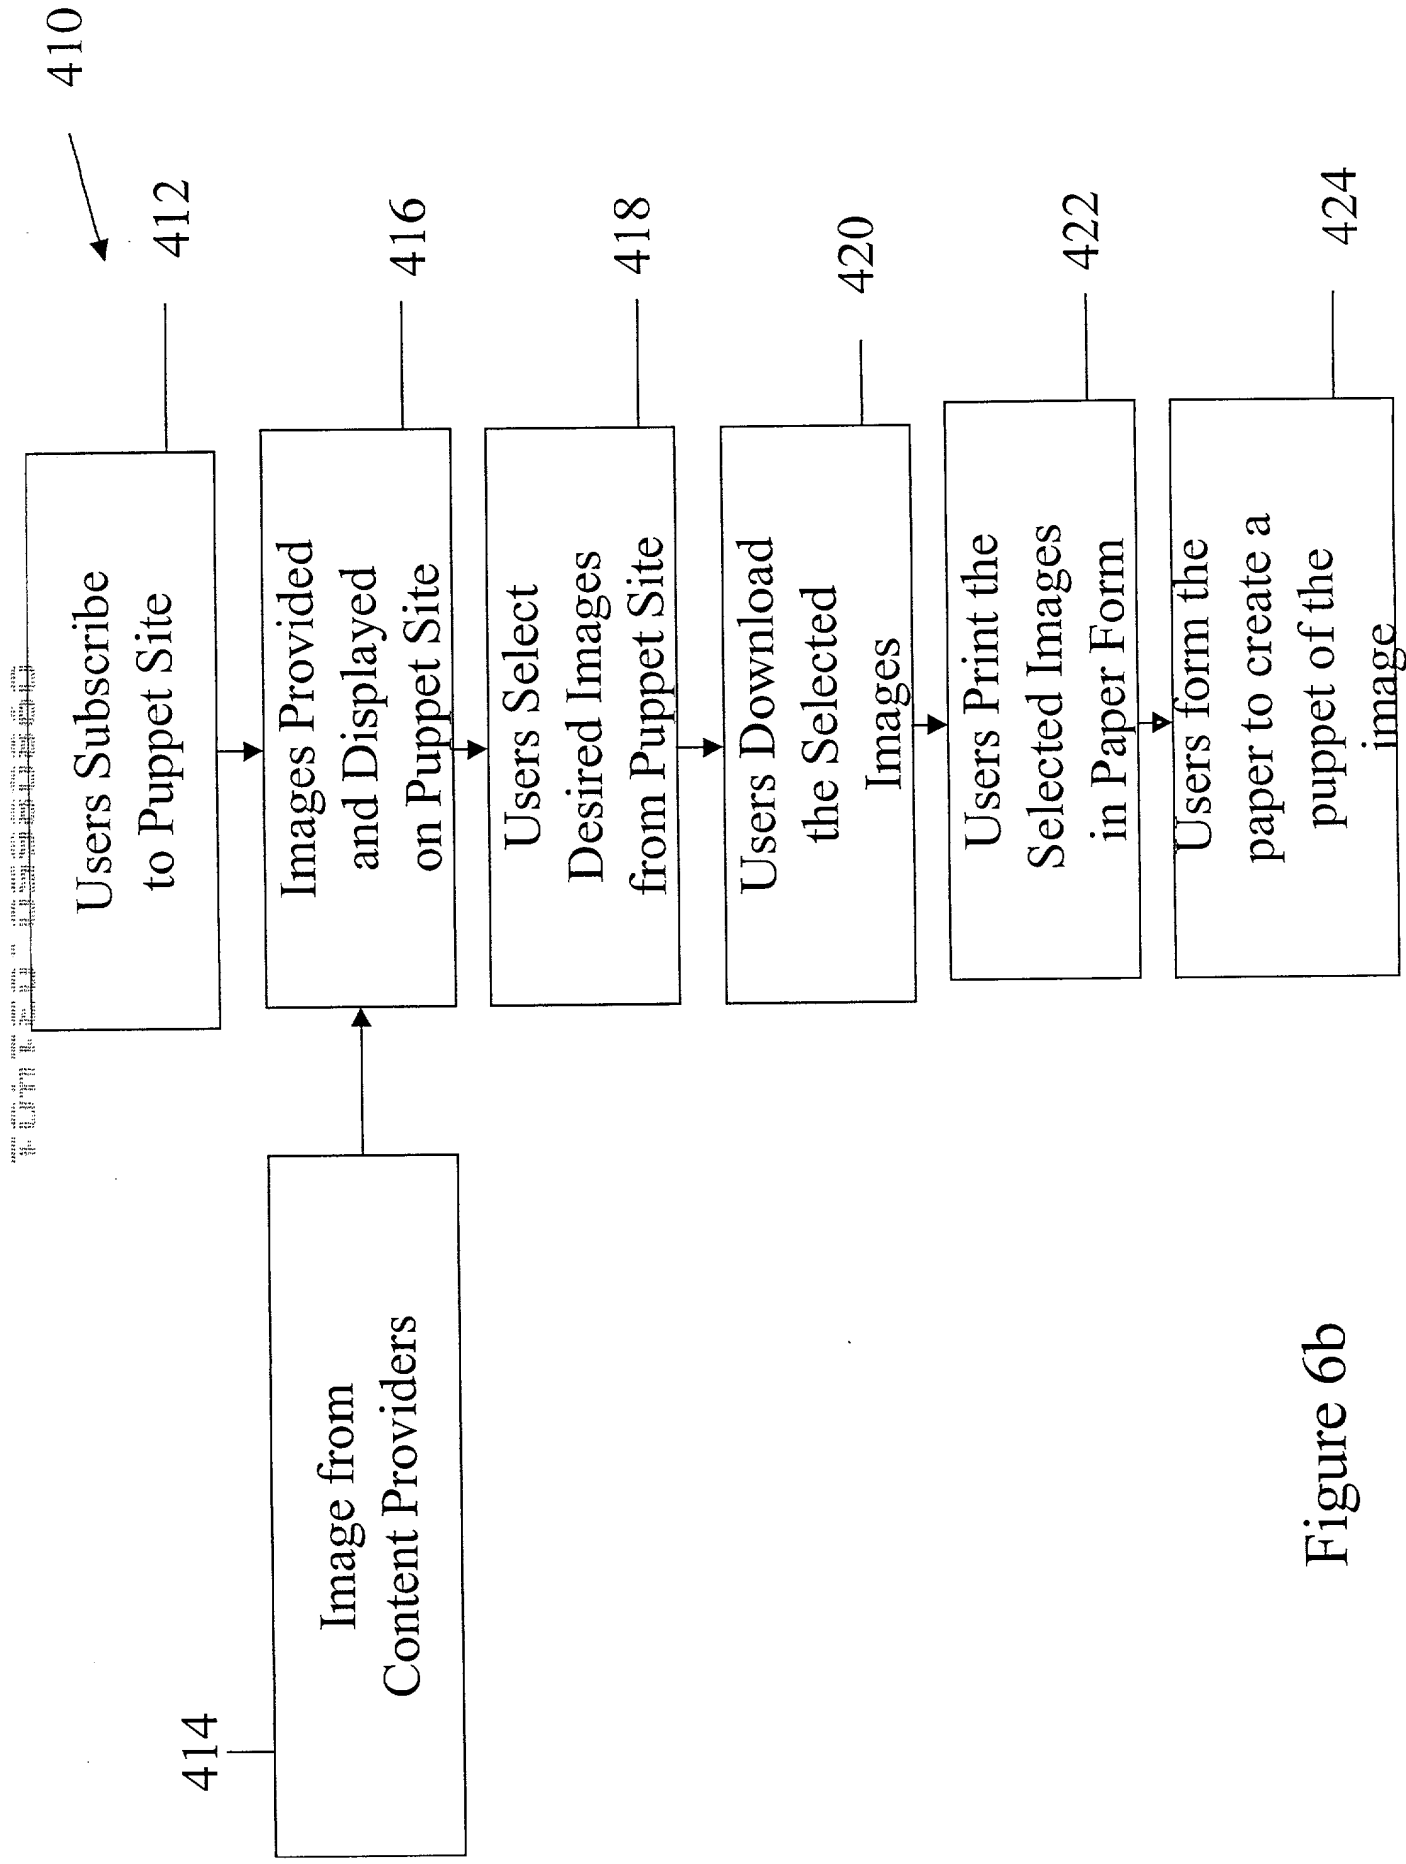 410
Users Subscribe
to Puppet Site
412
414
Image from
Content Providers
Images Provided
and Displayed
on Puppet Site
416
Users Select
Desired Images
from Puppet Site
418
Users Download
the Selected
Images
420
Users Print the
Selected Images
in Paper Form
422
Users form the
paper to create a
puppet of the
image
424
Figure 6b